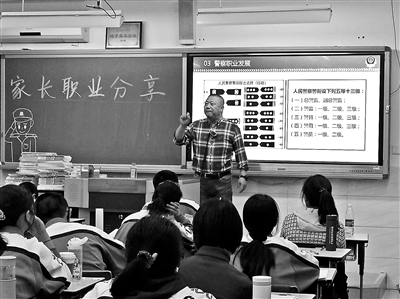 家长职业分享
03 警察职业发展
人民警察警衔设下列五等十三级：
（一）总警监、副总警监；
（二）警监：一级、二级、三级；
（三）警督：一级、二级、三级；
（四）警司：一级、二级、三级；
（五）警员：一级、二级。